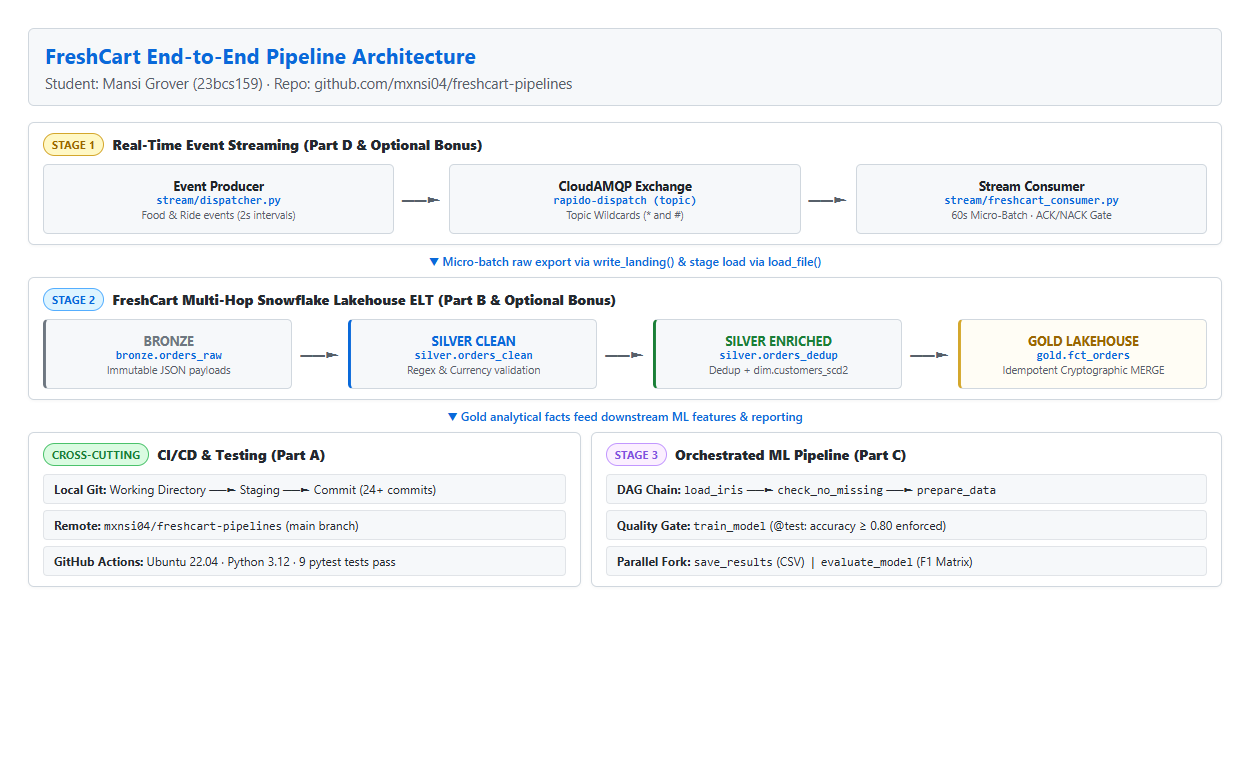 FreshCart End-to-End Pipeline Architecture
Student: Mansi Grover (23bcs159) · Repo: github.com/mxnsi04/freshcart-pipelines
STAGE 1 Real-Time Event Streaming (Part D & Optional Bonus)
Event Producer
stream/dispatcher.py
Food & Ride events (2s intervals)
CloudAMQP Exchange
rapido-dispatch (topic)
Topic Wildcards (* and #)
Stream Consumer
stream/freshcart_consumer.py
60s Micro-Batch · ACK/NACK Gate
▼ Micro-batch raw export via write_landing() & stage load via load_file()
STAGE 2 FreshCart Multi-Hop Snowflake Lakehouse ELT (Part B & Optional Bonus)
BRONZE
bronze.orders_raw
Immutable JSON payloads
SILVER CLEAN
silver.orders_clean
Regex & Currency validation
SILVER ENRICHED
silver.orders_dedup
Dedup + dim.customers_scd2
GOLD LAKEHOUSE
gold.fct_orders
Idempotent Cryptographic MERGE
▼ Gold analytical facts feed downstream ML features & reporting
CROSS-CUTTING CI/CD & Testing (Part A)
Local Git: Working Directory ──► Staging ──► Commit (24+ commits)
Remote: mxnsi04/freshcart-pipelines (main branch)
GitHub Actions: Ubuntu 22.04 · Python 3.12 · 9 pytest tests pass
STAGE 3 Orchestrated ML Pipeline (Part C)
DAG Chain: load_iris ──► check_no_missing ──► prepare_data
Quality Gate: train_model (@test: accuracy ≥ 0.80 enforced)
Parallel Fork: save_results (CSV) | evaluate_model (F1 Matrix)